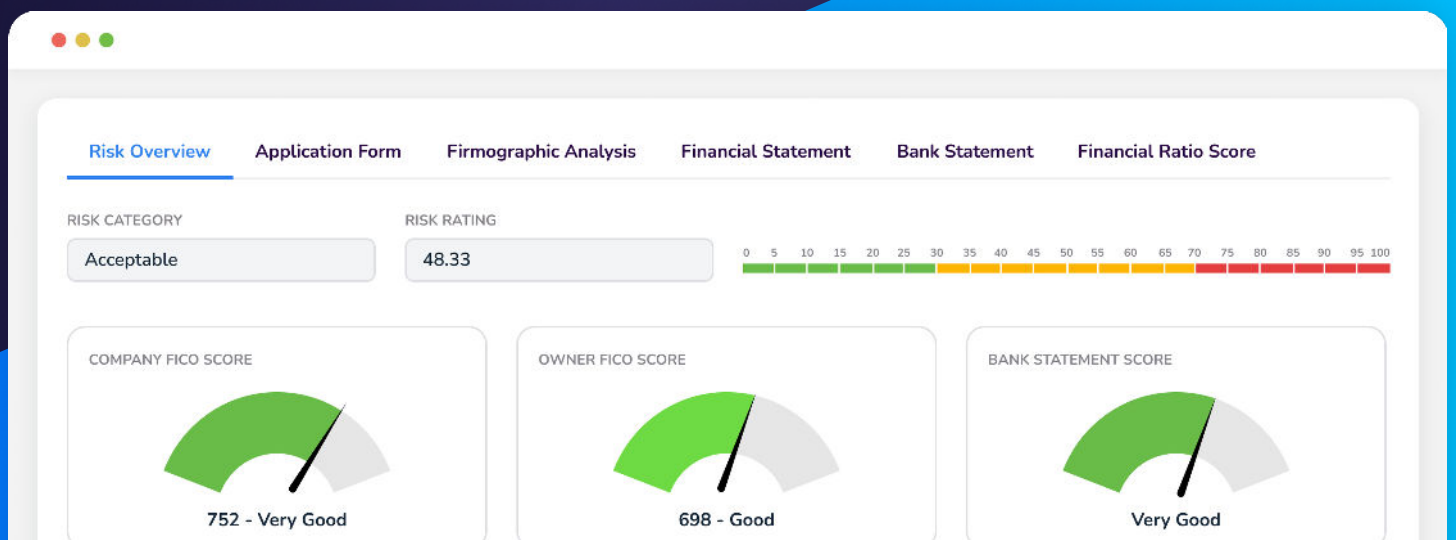 Risk Overview Application Form Firmographic Analysis Financial Statement Bank Statement Financial Ratio Score
RISK CATEGORY RISK RATING
Acceptable 48.33
0 5 10 15 20 25 30 35 40 45 50 55 60 65 70 75 80 85 90 95 100
COMPANY FICO SCORE OWNER FICO SCORE BANK STATEMENT SCORE
752 - Very Good 698 - Good Very Good